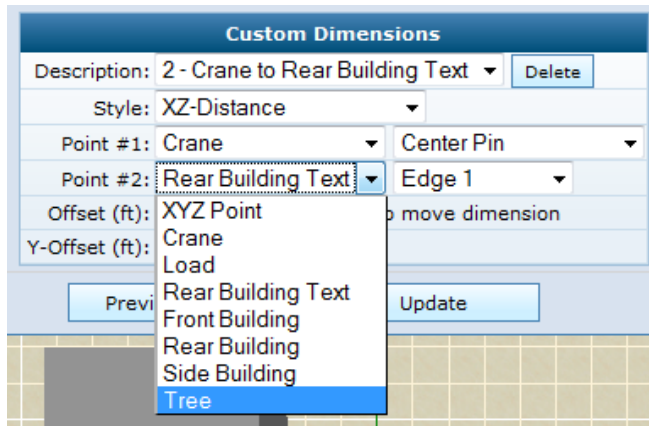 Custom Dimensions
Description: 2 - Crane to Rear Building Text Delete
Style: XZ-Distance
Point #1: Crane Center Pin
Point #2: Rear Building Text Edge 1
Offset (ft): XYZ Point move dimension
Y-Offset (ft): Crane
Load
Rear Building Text
Previ Front Building Update
Rear Building
Side Building
Tree